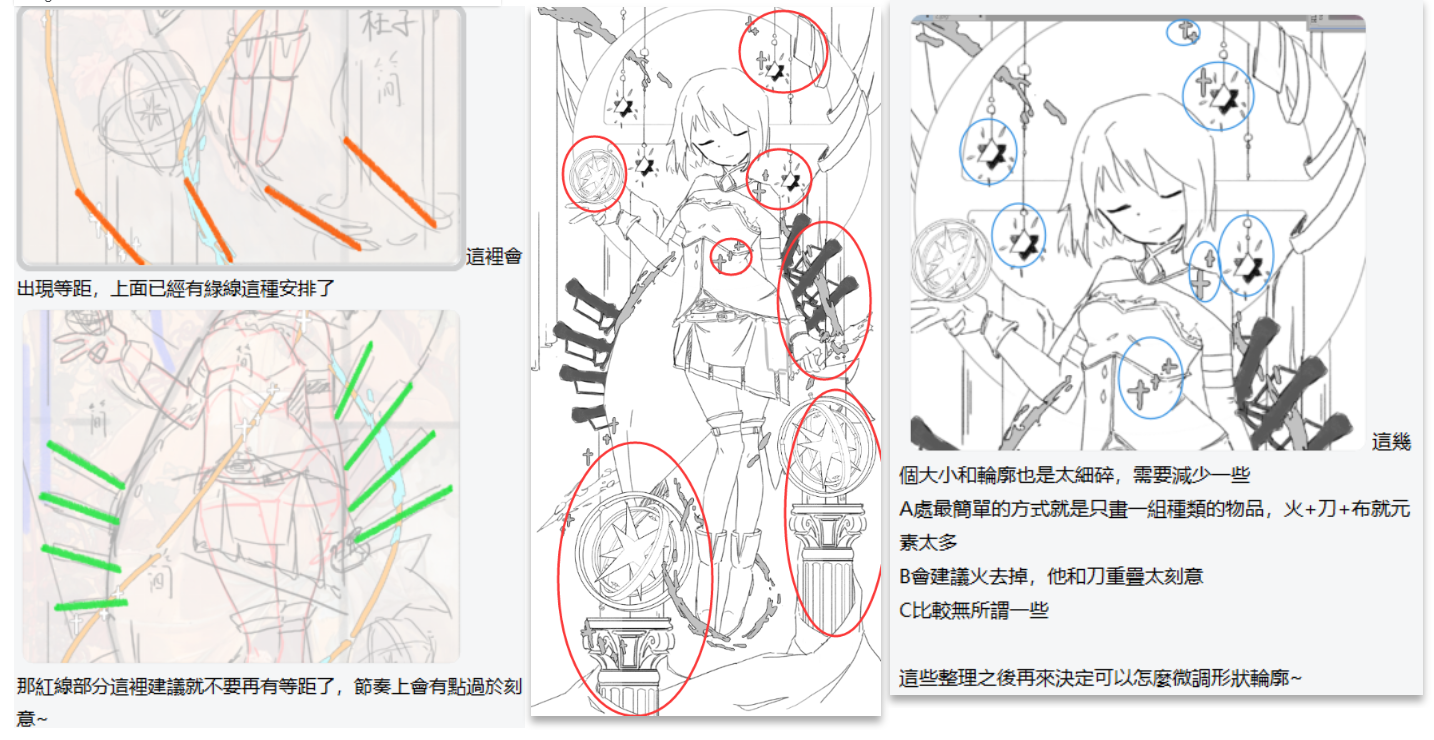 柱子
简
這裡會
出現等距，上面已經有綠線這種安排了
简
简
简
那紅線部分這裡建議就不要再有等距了，節奏上會有點過於刻
意~
這幾
個大小和輪廓也是太細碎，需要減少一些
A處最簡單的方式就是只畫一組種類的物品，火+刀+布就元
素太多
B會建議火去掉，他和刀重疊太刻意
C比較無所謂一些
這些整理之後再來決定可以怎麼微調形狀輪廓~